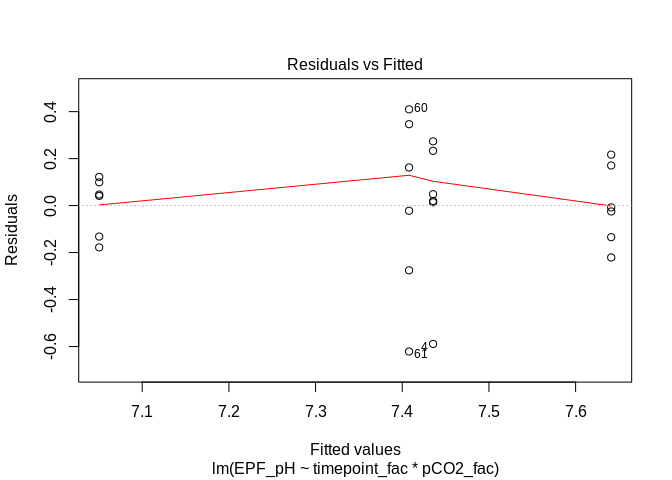 Residuals vs Fitted
Residuals
0.4
0.2
0.0
-0.2
-0.4
-0.6
60
4
61
7.1 7.2 7.3 7.4 7.5 7.6
Fitted values
lm(EPF_pH ~ timepoint_fac * pCO2_fac)